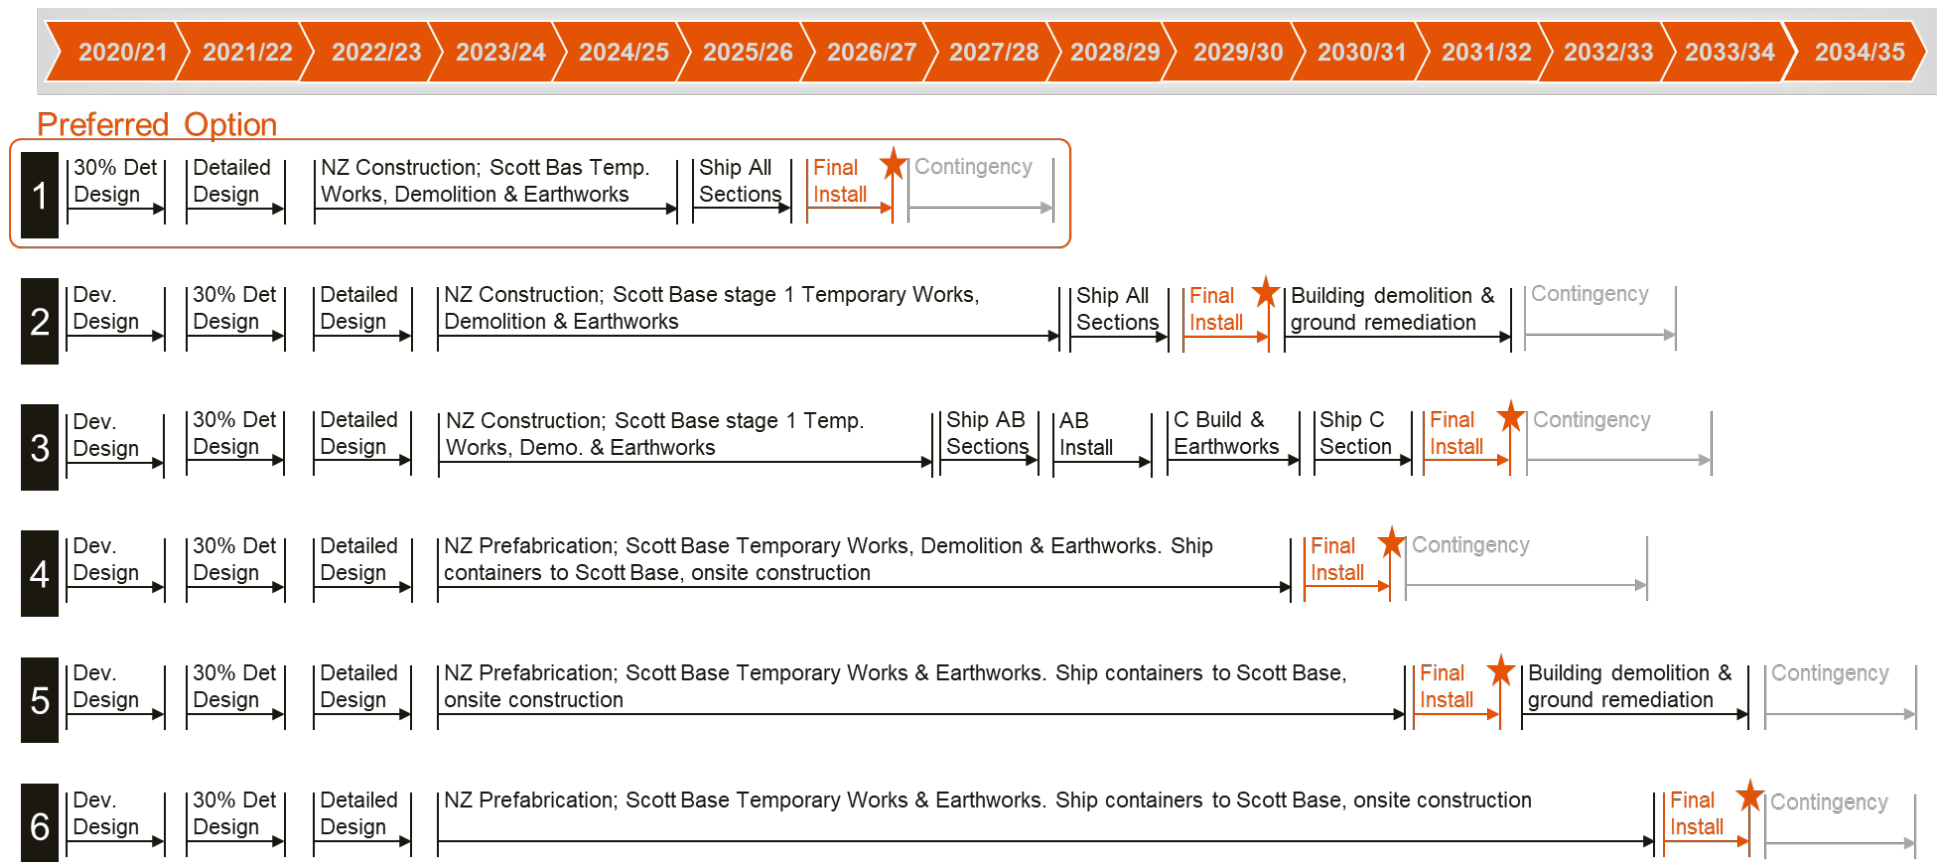 2020/21 2021/22 2022/23 2023/24 2024/25 2025/26 2026/27 2027/28 2028/29 2029/30 2030/31 2031/32 2032/33 2033/34 2034/35
Preferred Option
1
30% Det
Design
Detailed
Design
NZ Construction; Scott Bas Temp.
Works, Demolition & Earthworks
Ship All
Sections
Final
Install
Contingency
2
Dev.
Design
30% Det
Design
Detailed
Design
NZ Construction; Scott Base stage 1 Temporary Works,
Demolition & Earthworks
Ship All
Sections
Final
Install
Building demolition &
ground remediation
Contingency
3
Dev.
Design
30% Det
Design
Detailed
Design
NZ Construction; Scott Base stage 1 Temp.
Works, Demo. & Earthworks
Ship AB
Sections
AB
Install
C Build &
Earthworks
Ship C
Section
Final
Install
Contingency
4
Dev.
Design
30% Det
Design
Detailed
Design
NZ Prefabrication; Scott Base Temporary Works, Demolition & Earthworks. Ship
containers to Scott Base, onsite construction
Final
Install
Contingency
5
Dev.
Design
30% Det
Design
Detailed
Design
NZ Prefabrication; Scott Base Temporary Works & Earthworks. Ship containers to Scott Base,
onsite construction
Final
Install
Building demolition &
ground remediation
Contingency
6
Dev.
Design
30% Det
Design
Detailed
Design
NZ Prefabrication; Scott Base Temporary Works & Earthworks. Ship containers to Scott Base, onsite construction
Final
Install
Contingency